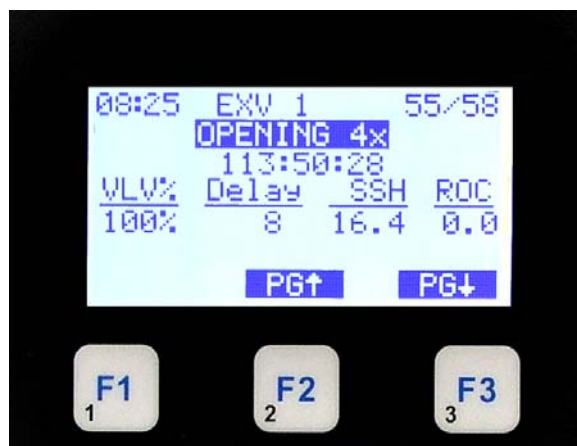 08:25 EXV 1 55/58
OPENING 4x
113:50:28
VLV% Delay SSH ROC
100% 8 16.4 0.0
PG↑ PG↓
F1 F2 F3
1 2 3